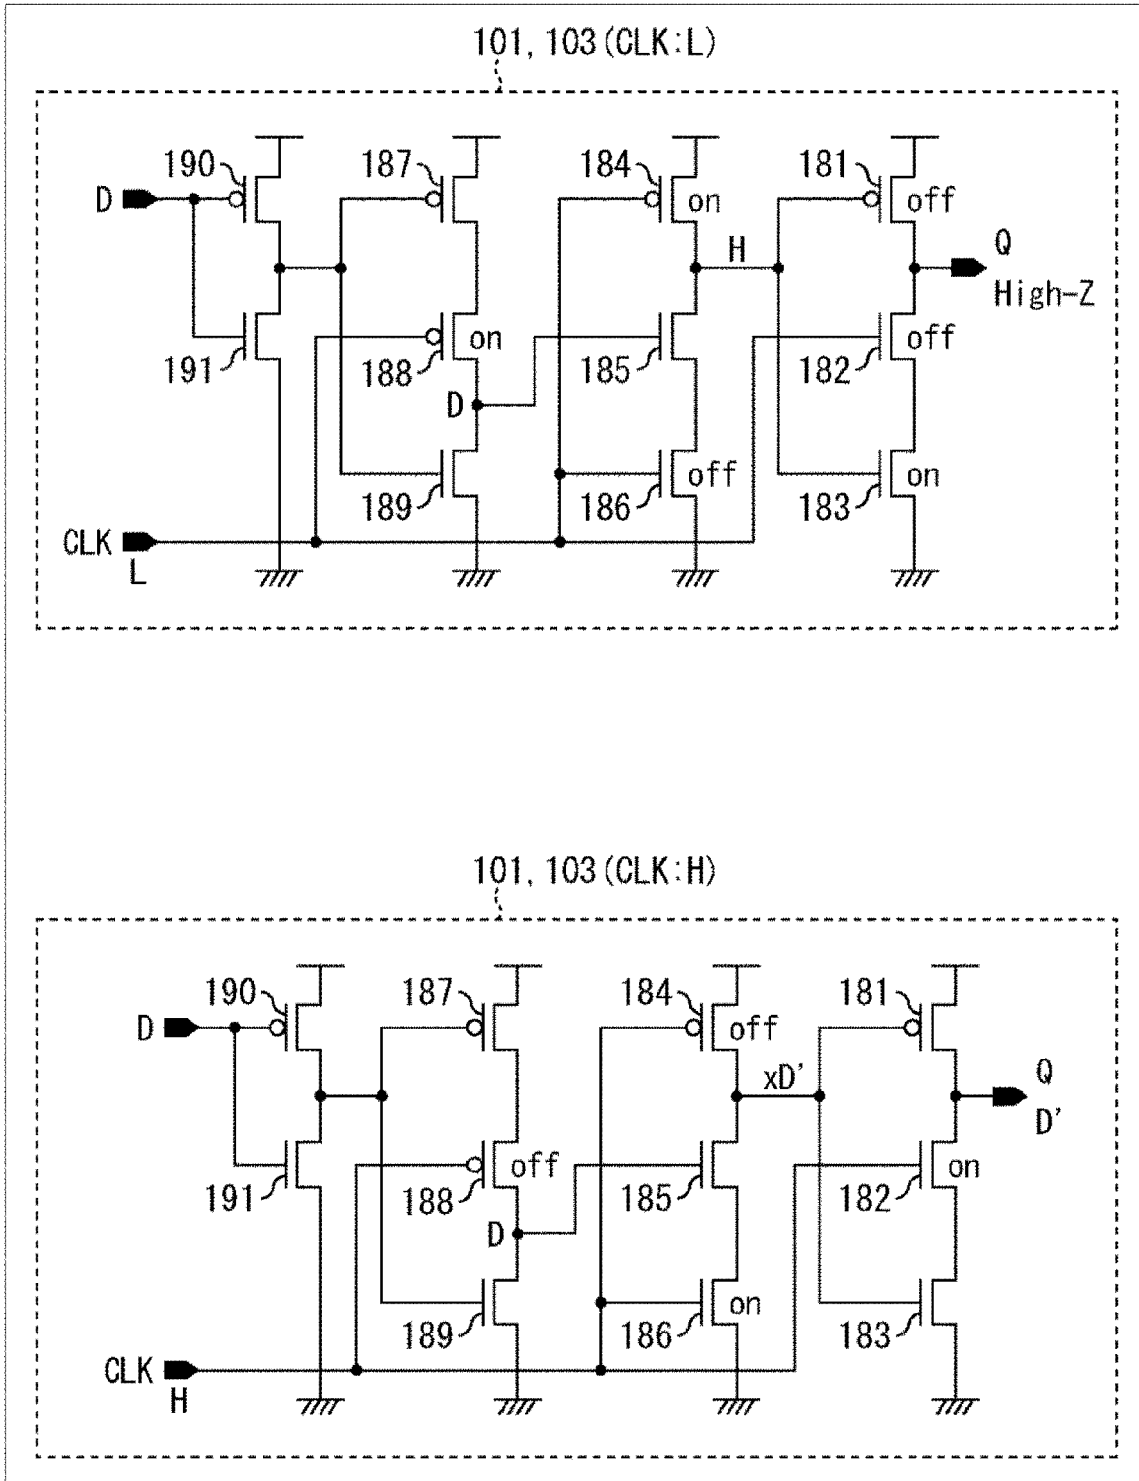 101, 103 (CLK:L)
190 187 184 181
D on off
H Q
High-Z
on off
191 188 185 182
D
off on
189 186 183
CLK
L
101, 103 (CLK:H)
190 187 184 181
D off
xD' Q
D'
off on
191 188 185 182
D
on
189 186 183
CLK
H